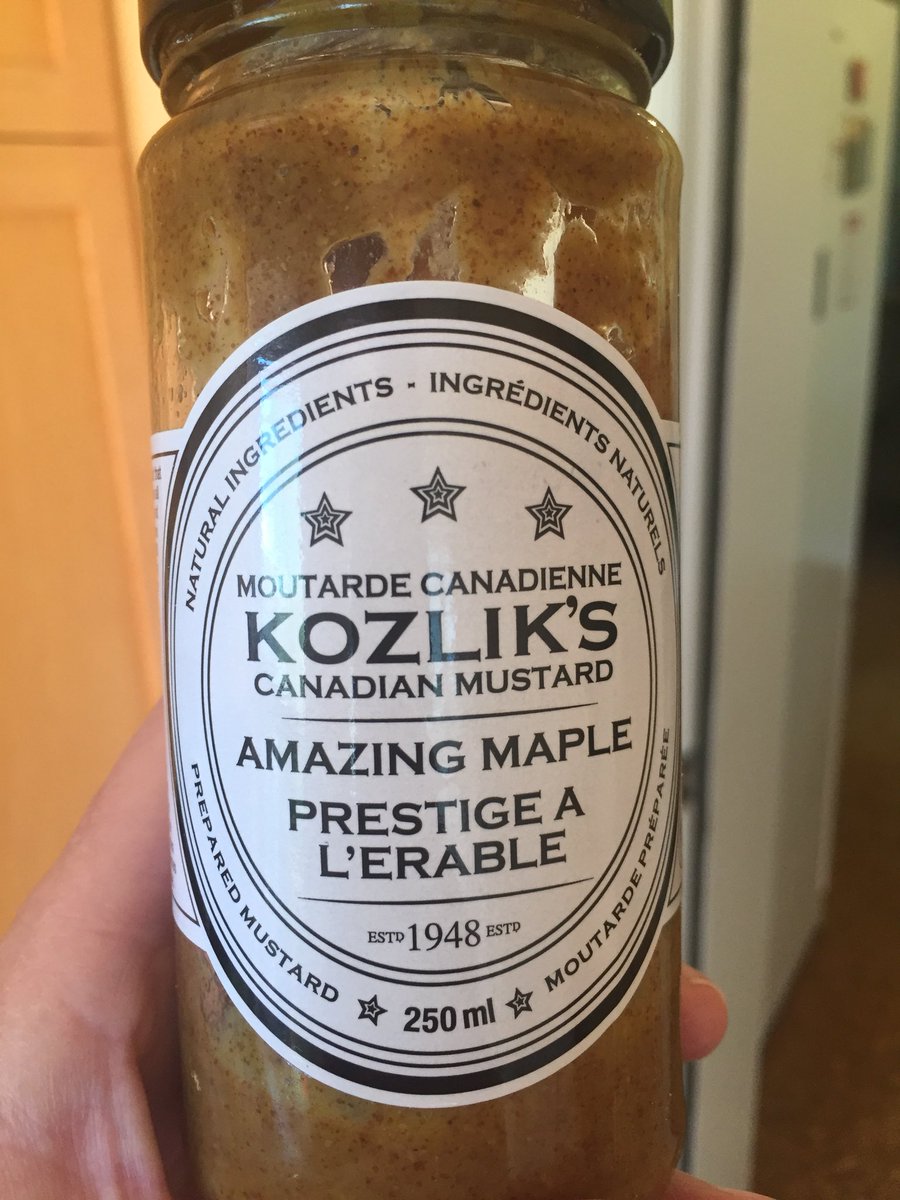 NATURAL INGREDIENTS - INGRÉDIENTS NATURELS
MOUTARDE CANADIENNE
KOZLIK'S
CANADIAN MUSTARD
AMAZING MAPLE
PRESTIGE A
L'ERABLE
ESTD 1948 ESTD
PREPARED MUSTARD
250 ml
MOUTARDE PRÉPARÉE